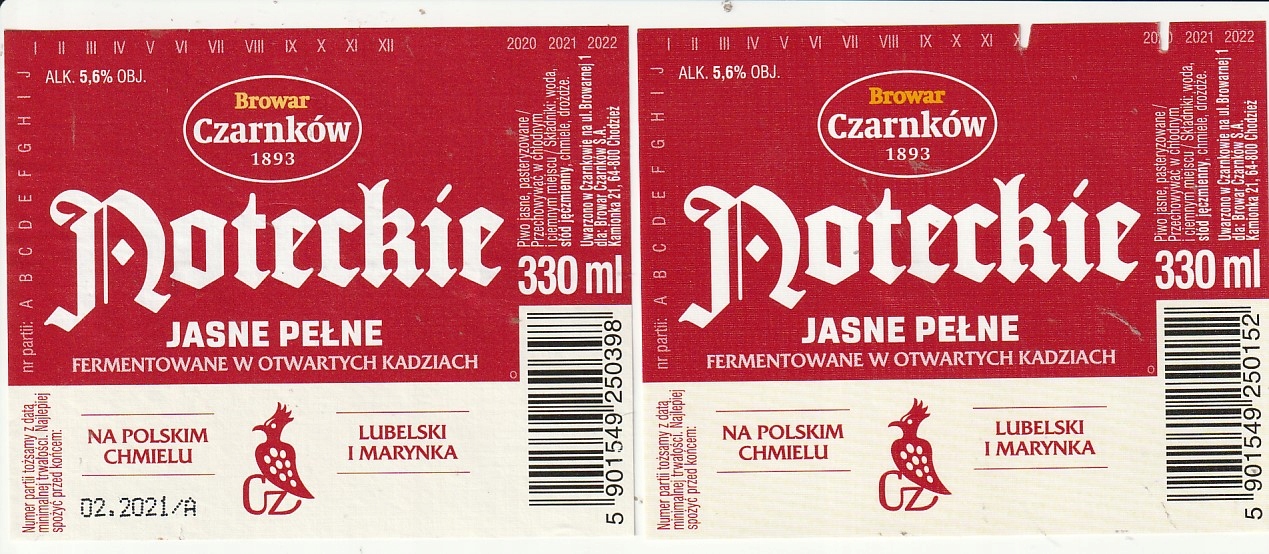 I II III IV V VI VII VIII IX X XI XII 2020 2021 2022
ALK. 5,6% OBJ.
Browar
Czarnków
1893
Noteckie
JASNE PEŁNE
FERMENTOWANE W OTWARTYCH KADZIACH
nr partii: A B C D E F G H I J
Piwo jasne, pasteryzowane /
Przechowywać w chłodnym
i ciemnym miejscu / Składniki: woda,
słód jęczmienny, chmiele, drożdże.
Uwarzono w Czarnkowie na ul. Browarnej 1
dla: Browar Czarnków S.A.
Kamionka 21, 64-800 Chodzież
330 ml
NA POLSKIM
CHMIELU
CZ
LUBELSKI
I MARYNKA
Numer partii tożsamy z datą
minimalnej trwałości. Najlepiej
spożyć przed końcem:
02.2021/A
5 901549 250398
I II III IV V VI VII VIII IX X XI X 2020 2021 2022
ALK. 5,6% OBJ.
Browar
Czarnków
1893
Noteckie
JASNE PEŁNE
FERMENTOWANE W OTWARTYCH KADZIACH
nr partii: A B C D E F G H I J
Piwo jasne, pasteryzowane /
Przechowywać w chłodnym
i ciemnym miejscu / Składniki: woda,
słód jęczmienny, chmiele, drożdże.
Uwarzono w Czarnkowie na ul. Browarnej 1
dla: Browar Czarnków S.A.
Kamionka 21, 64-800 Chodzież
330 ml
NA POLSKIM
CHMIELU
CZ
LUBELSKI
I MARYNKA
Numer partii tożsamy z datą
minimalnej trwałości. Najlepiej
spożyć przed końcem:
5 901549 250152